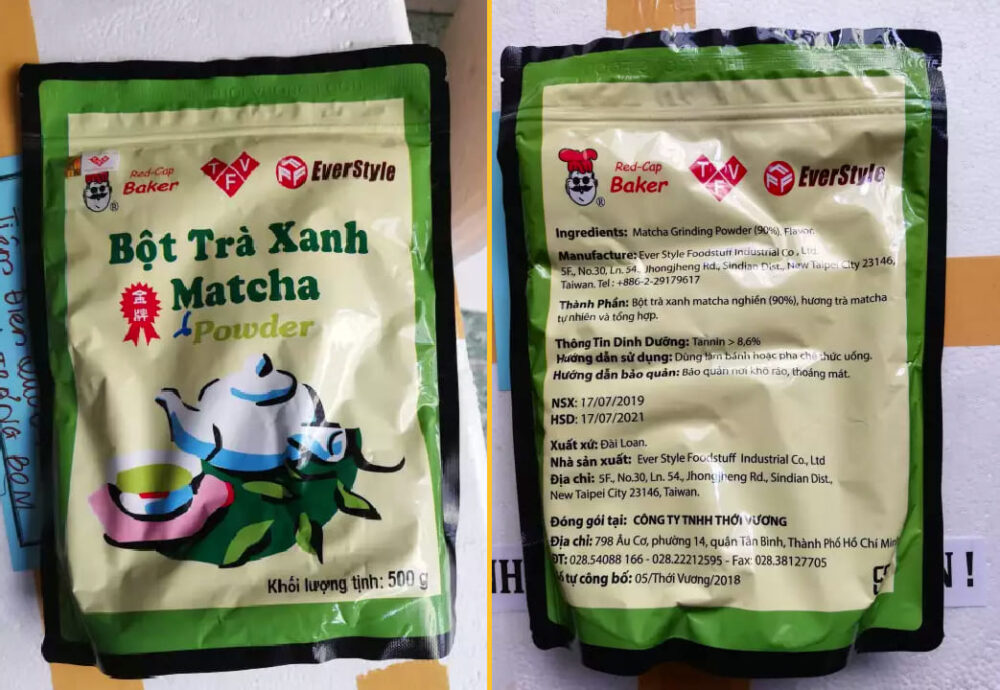 Red-Cap
Baker
®
T F V
EverStyle
Bột Trà Xanh
Matcha
Powder
金牌
Khối lượng tịnh: 500 g
Red-Cap
Baker
®
T F V
EverStyle
Ingredients: Matcha Grinding Powder (90%). Flavor.
Manufacture: Ever Style Foodstuff Industrial Co., Ltd.
5F., No.30, Ln. 54., Jhongjheng Rd., Sindian Dist., New Taipei City 23146,
Taiwan. Tel : +886-2-29179617
Thành Phần: Bột trà xanh matcha nghiền (90%), hương trà matcha
tự nhiên và tổng hợp.
Thông Tin Dinh Dưỡng: Tannin > 8,6%
Hướng dẫn sử dụng: Dùng làm bánh hoặc pha chế thức uống.
Hướng dẫn bảo quản: Bảo quản nơi khô ráo, thoáng mát.
NSX: 17/07/2019
HSD: 17/07/2021
Xuất xứ: Đài Loan.
Nhà sản xuất: Ever Style Foodstuff Industrial Co., Ltd
Địa chỉ: 5F., No.30, Ln. 54., Jhongjheng Rd., Sindian Dist.,
New Taipei City 23146, Taiwan.
Đóng gói tại: CÔNG TY TNHH THỚI VƯƠNG
Địa chỉ: 798 Âu Cơ, phường 14, quận Tân Bình, Thành Phố Hồ Chí Min
ĐT: 028.54088 166 - 028.22212595 - Fax: 028.38127705
Số tự công bố: 05/Thới Vương/2018
NH
N !